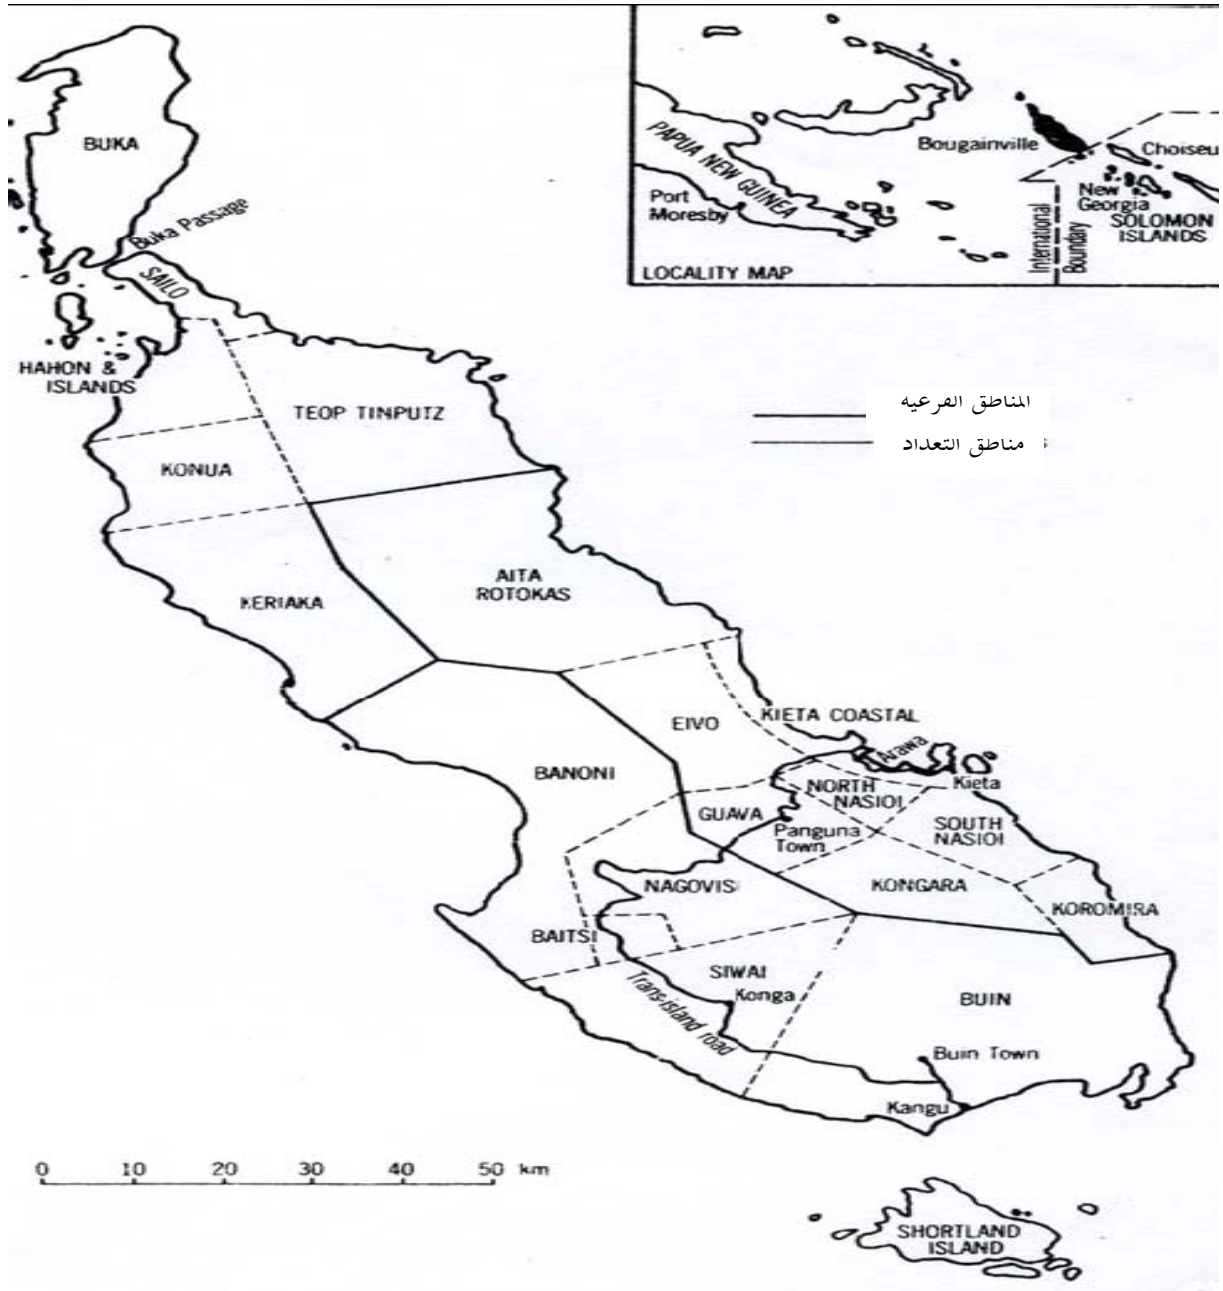 BUKA
Buka Passage
SAILO
HAHON &
ISLANDS
TEOP TINPUTZ
KONUA
KERIAKA
AITA
ROTOKAS
EIVO
KIETA COASTAL
Arawa
Kieta
BANONI
GUAVA
NORTH
NASIOI
Panguna
Town
SOUTH
NASIOI
NAGOVISI
KONGARA
KOROMIRA
BAITSI
SIWAI
Konga
Trans-island road
BUIN
Buin Town
Kangu
0 10 20 30 40 50 km
SHORTLAND
ISLAND
المناطق الفرعيه
مناطق التعداد
PAPUA NEW GUINEA
Port
Moresby
Bougainville
Choiseu
New
Georgia
SOLOMON
ISLANDS
International
Boundary
LOCALITY MAP